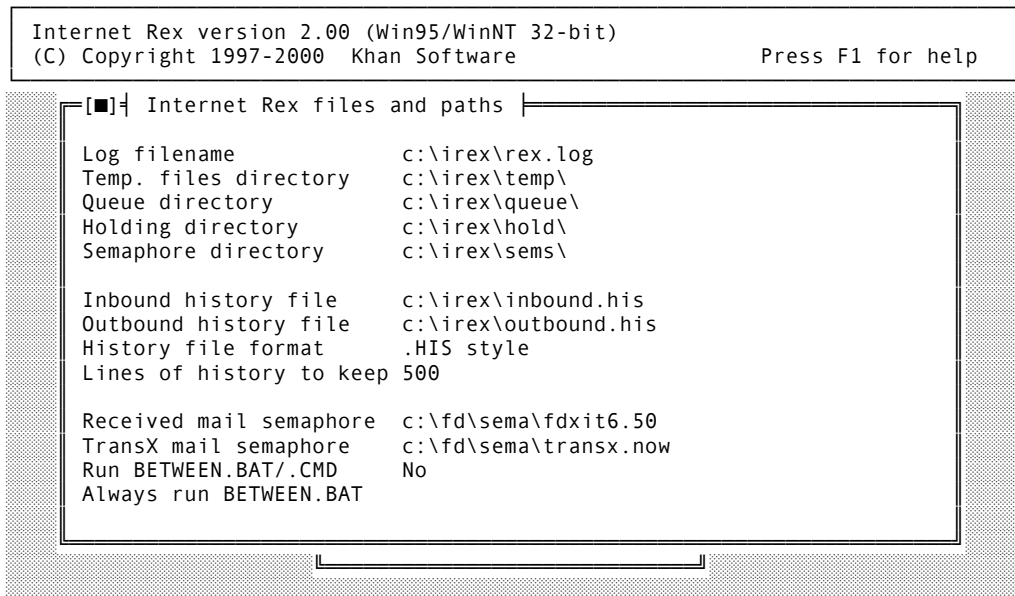 Internet Rex version 2.00 (Win95/WinNT 32-bit)
(C) Copyright 1997-2000  Khan Software                    Press F1 for help
[■] Internet Rex files and paths
Log filename              c:\irex\rex.log
Temp. files directory     c:\irex\temp\
Queue directory           c:\irex\queue\
Holding directory         c:\irex\hold\
Semaphore directory       c:\irex\sems\
Inbound history file      c:\irex\inbound.his
Outbound history file     c:\irex\outbound.his
History file format       .HIS style
Lines of history to keep 500
Received mail semaphore  c:\fd\sema\fdxit6.50
TransX mail semaphore     c:\fd\sema\transx.now
Run BETWEEN.BAT/.CMD      No
Always run BETWEEN.BAT